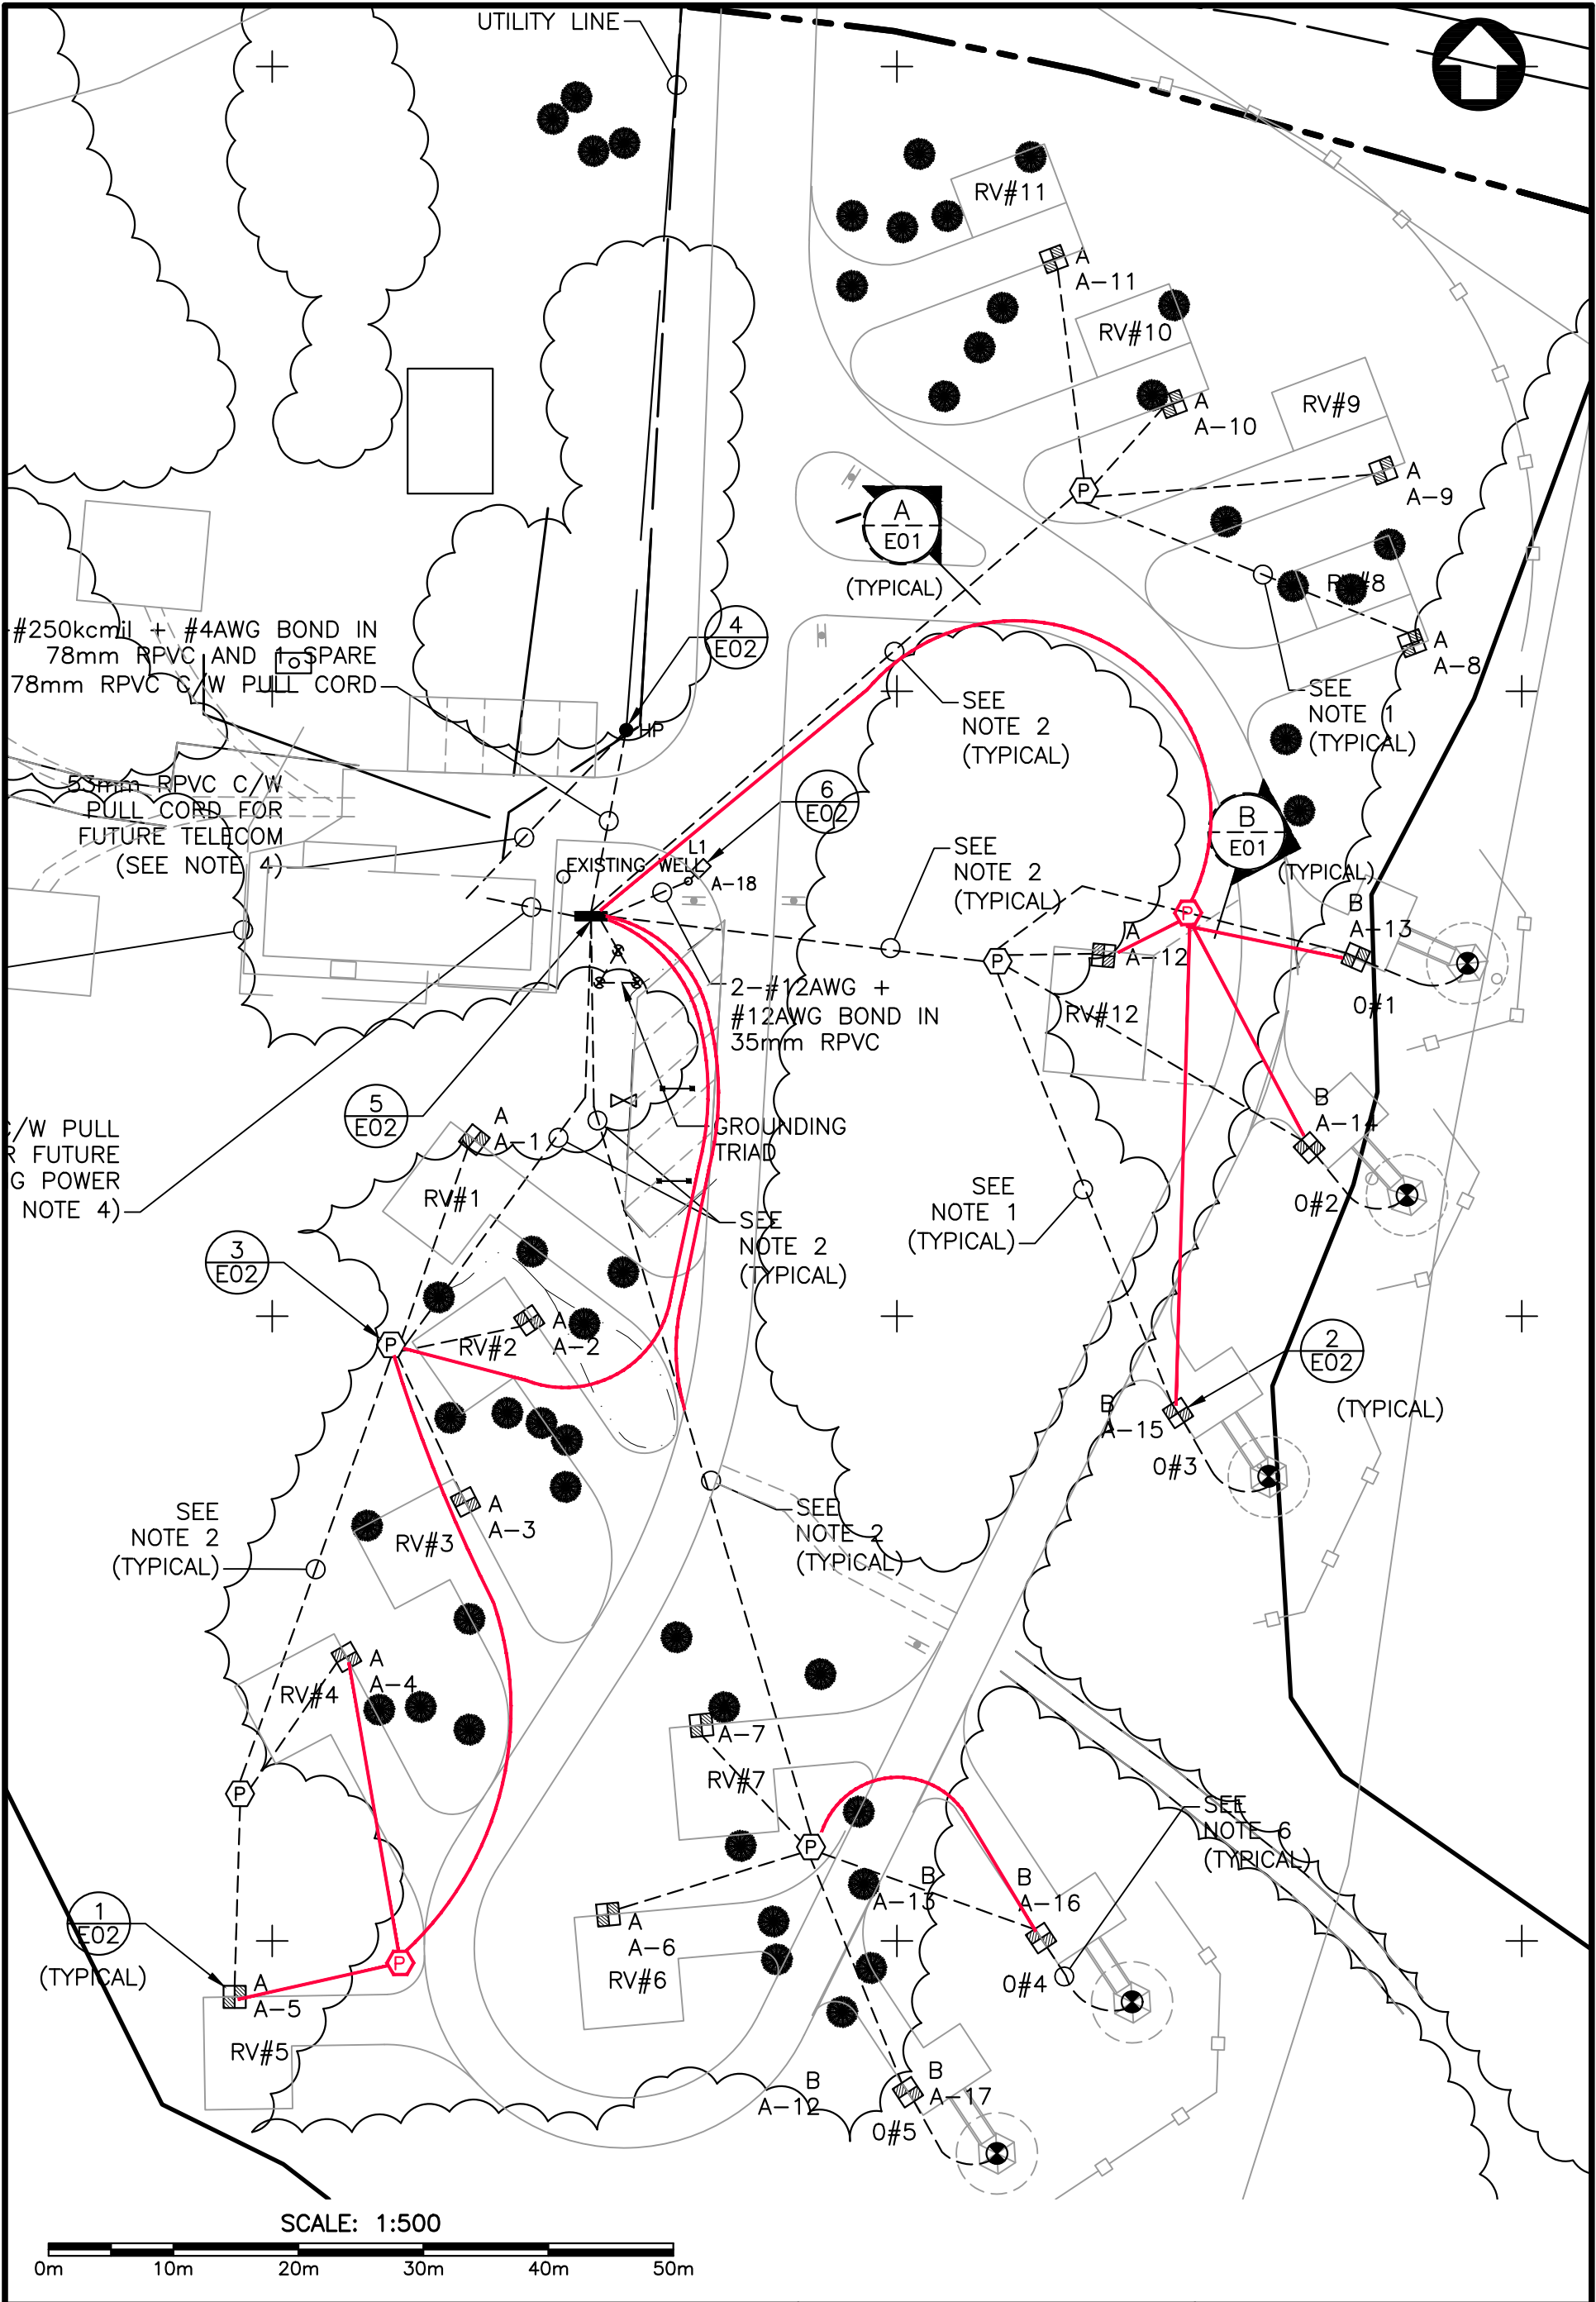 UTILITY LINE
RV#11
A
A-11
RV#10
A
A-10
RV#9
A
A-9
P
A
E01
(TYPICAL)
RV#8
A
A-8
SEE
NOTE 1
(TYPICAL)
#250kcmil + #4AWG BOND IN
78mm RPVC AND 1 SPARE
78mm RPVC C/W PULL CORD
4
E02
HP
SEE
NOTE 2
(TYPICAL)
53mm RPVC C/W
PULL CORD FOR
FUTURE TELECOM
(SEE NOTE 4)
6
E02
L1
EXISTING WELL
A-18
SEE
NOTE 2
(TYPICAL)
B
E01
(TYPICAL)
P
B
A-13
P
A
A-12
0#1
RV#12
2-#12AWG +
#12AWG BOND IN
35mm RPVC
5
E02
A
A-1
GROUNDING
TRIAD
B
A-14
0#2
C/W PULL
R FUTURE
G POWER
NOTE 4)
RV#1
SEE
NOTE 1
(TYPICAL)
SEE
NOTE 2
(TYPICAL)
3
E02
P
RV#2
A
A-2
2
E02
(TYPICAL)
B
A-15
0#3
SEE
NOTE 2
(TYPICAL)
RV#3
A
A-3
SEE
NOTE 2
(TYPICAL)
A
A-4
RV#4
A-7
RV#7
P
P
SEE
NOTE 6
(TYPICAL)
B
A-13
B
A-16
1
E02
(TYPICAL)
P
A
A-6
RV#6
0#4
A
A-5
RV#5
B
A-12
B
A-17
0#5
SCALE: 1:500
0m 10m 20m 30m 40m 50m